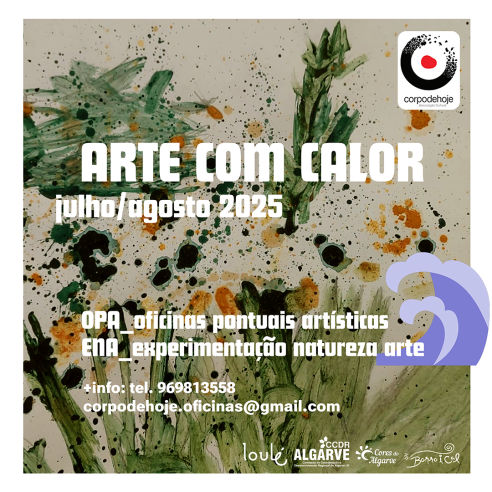 corpodehoje
ARTE COM CALOR
julho/agosto 2025
OPA_oficinas pontuais artísticas
ENA_experimentação natureza arte
+info: tel. 969813558
corpodehoje.oficinas@gmail.com
loulé
CCDR
ALGARVE
Cores do
Algarve
Barroca